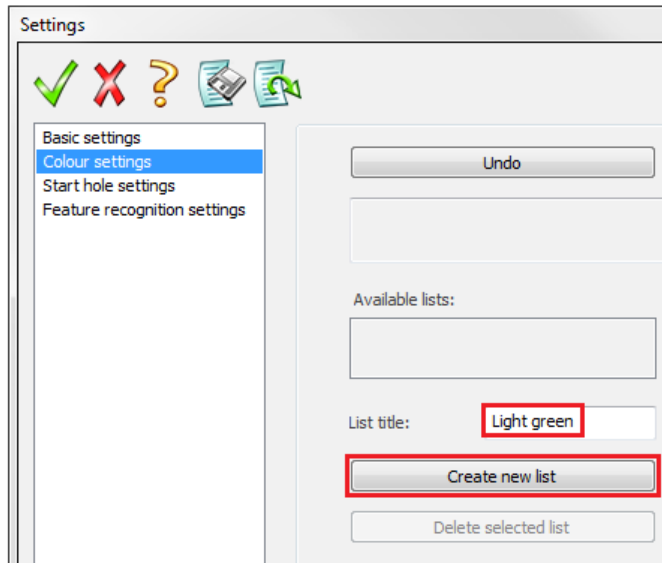 Settings
Basic settings
Colour settings
Start hole settings
Feature recognition settings
Undo
Available lists:
List title:
Light green
Create new list
Delete selected list